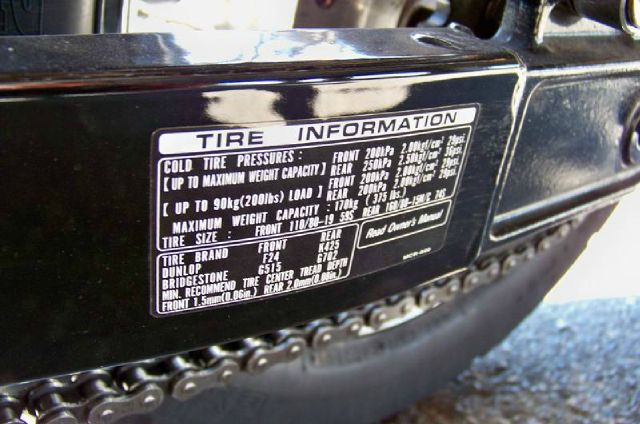 TIRE INFORMATION
COLD TIRE PRESSURES : FRONT 200kPa 2.00kgf/cm² 29psi.
[UP TO MAXIMUM WEIGHT CAPACITY] REAR 250kPa 2.50kgf/cm² 36psi.
FRONT 200kPa 2.00kgf/cm² 29psi.
[UP TO 90kg(200lbs) LOAD] REAR 200kPa 2.00kgf/cm² 29psi.
MAXIMUM WEIGHT CAPACITY : 170kg ( 375 lbs.)
TIRE SIZE : FRONT 110/80-19 59S REAR 160/80-15M/C 74S
TIRE BRAND FRONT REAR
DUNLOP F24 K425
BRIDGESTONE G515 G702
MIN. RECOMMEND TIRE CENTER TREAD DEPTH
FRONT 1.5mm(0.06in.) REAR 2.0mm(0.08in.)
Read Owner's Manual